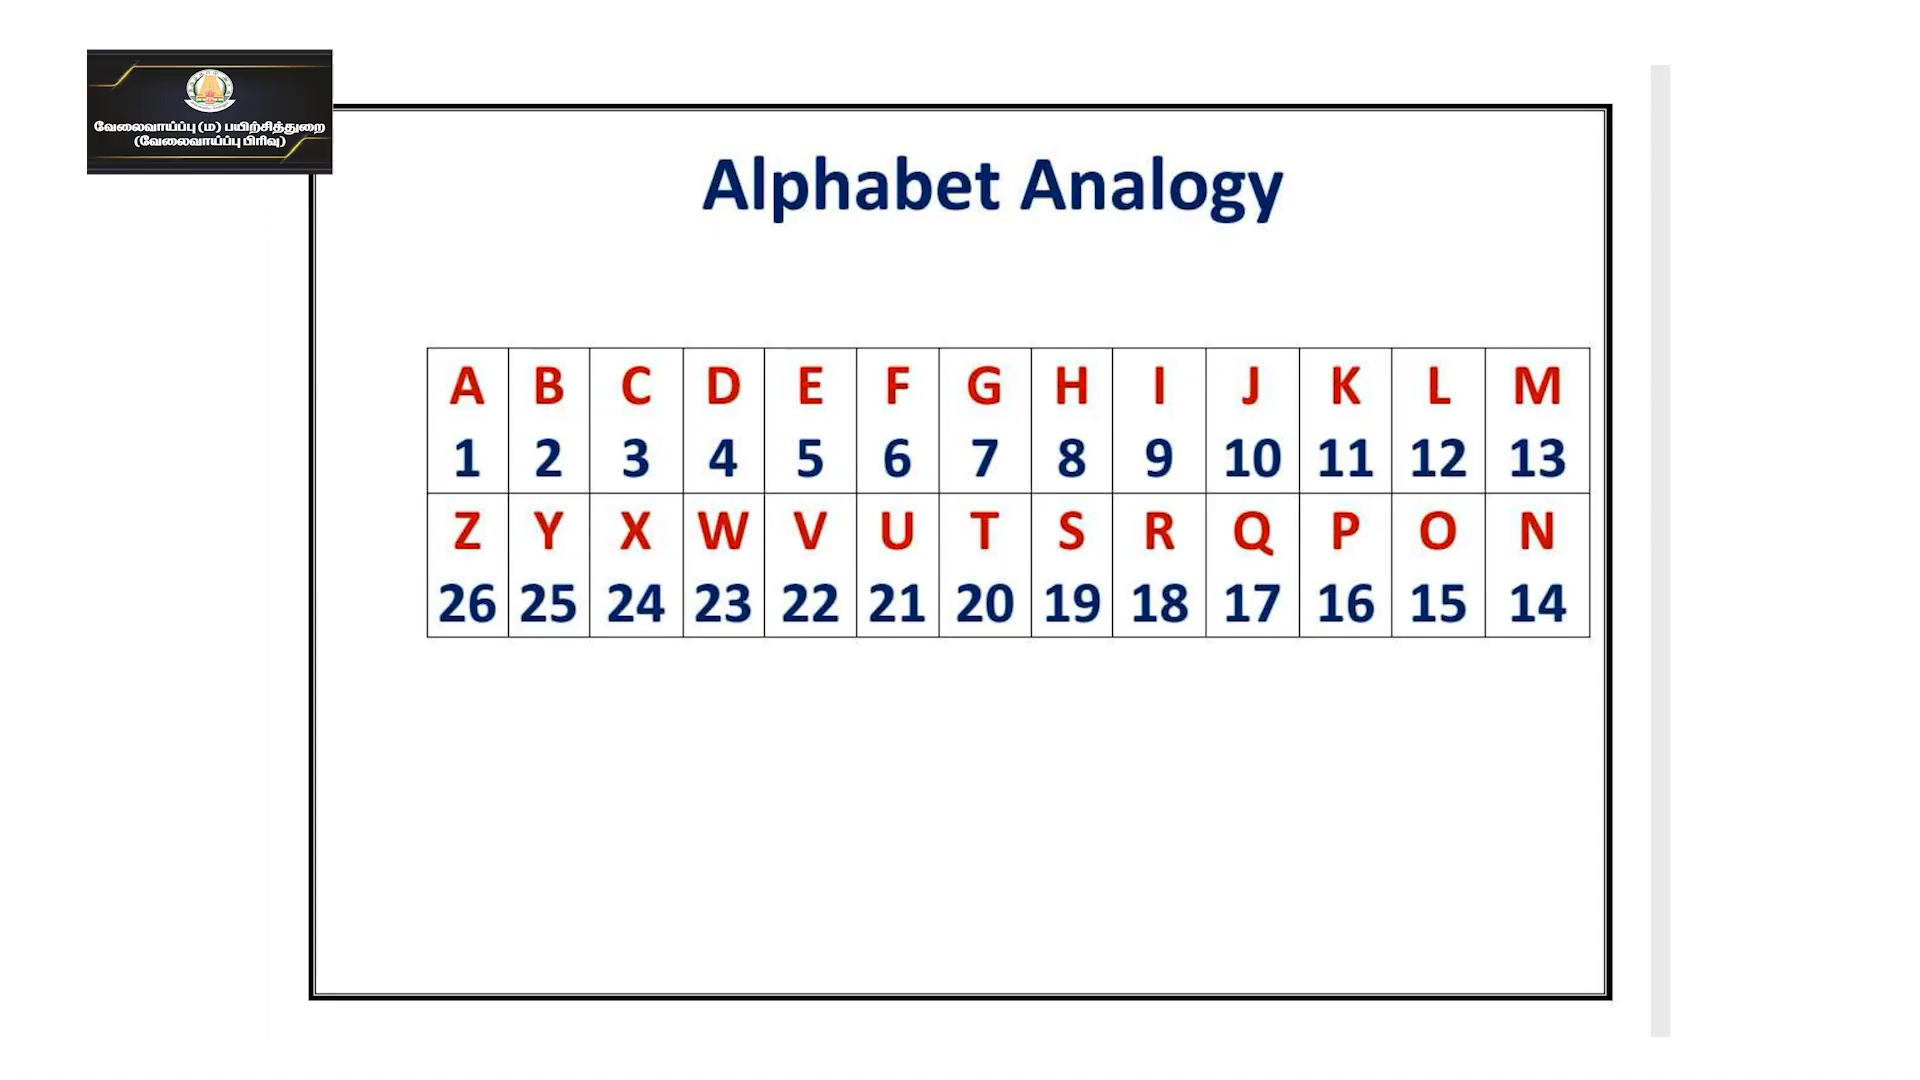 வேலைவாய்ப்பு (ம) பயிற்சித்துறை
(வேலைவாய்ப்பு பிரிவு)
Alphabet Analogy
A B C D E F G H I J K L M
1 2 3 4 5 6 7 8 9 10 11 12 13
Z Y X W V U T S R Q P O N
26 25 24 23 22 21 20 19 18 17 16 15 14